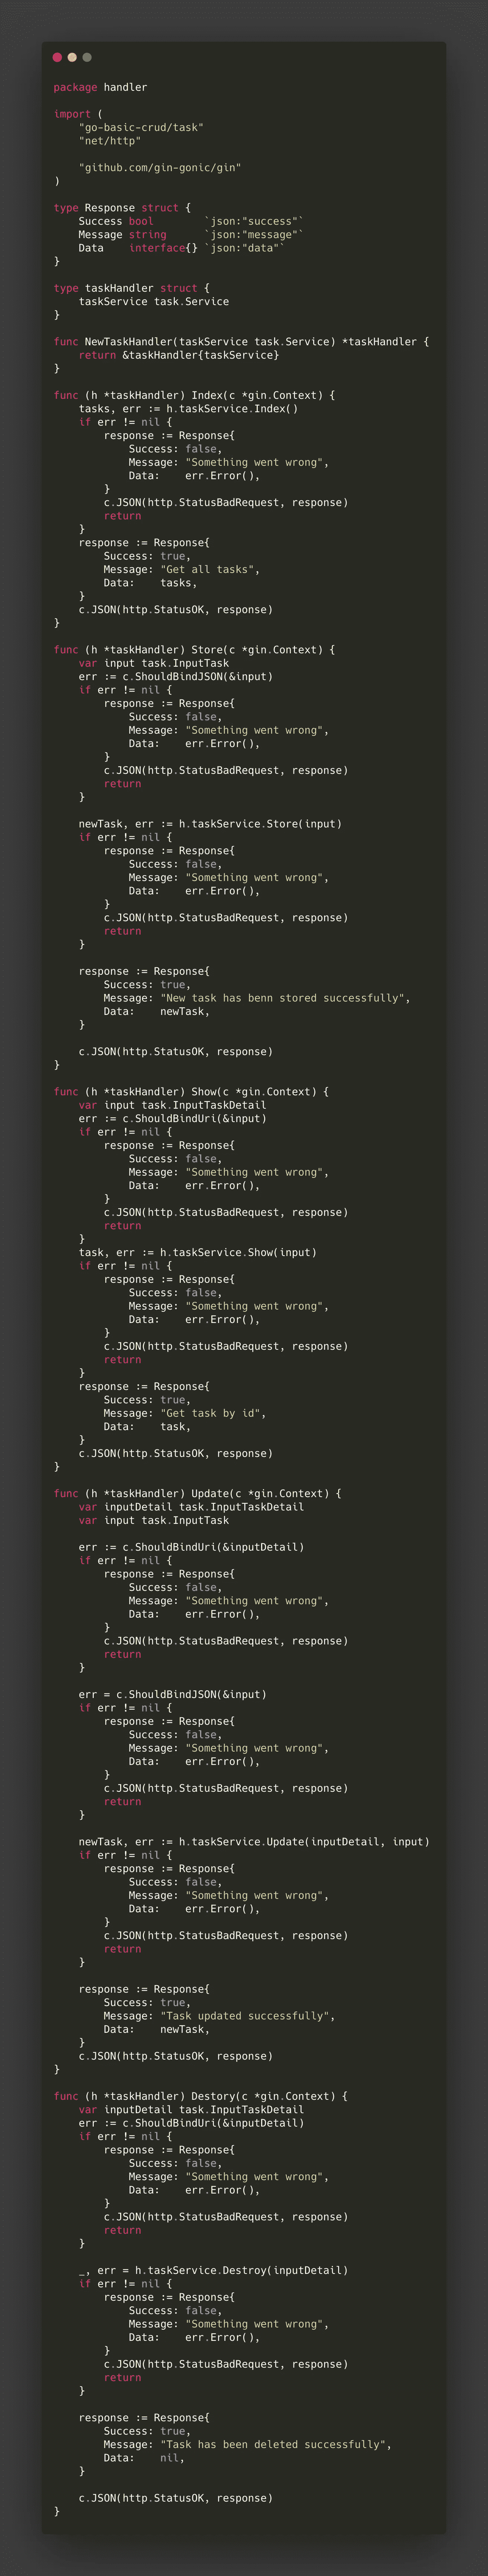 package handler

import (
    "go-basic-crud/task"
    "net/http"

    "github.com/gin-gonic/gin"
)

type Response struct {
    Success bool        `json:"success"`
    Message string      `json:"message"`
    Data    interface{} `json:"data"`
}

type taskHandler struct {
    taskService task.Service
}

func NewTaskHandler(taskService task.Service) *taskHandler {
    return &taskHandler{taskService}
}

func (h *taskHandler) Index(c *gin.Context) {
    tasks, err := h.taskService.Index()
    if err != nil {
        response := Response{
            Success: false,
            Message: "Something went wrong",
            Data:    err.Error(),
        }
        c.JSON(http.StatusBadRequest, response)
        return
    }
    response := Response{
        Success: true,
        Message: "Get all tasks",
        Data:    tasks,
    }
    c.JSON(http.StatusOK, response)
}

func (h *taskHandler) Store(c *gin.Context) {
    var input task.InputTask
    err := c.ShouldBindJSON(&input)
    if err != nil {
        response := Response{
            Success: false,
            Message: "Something went wrong",
            Data:    err.Error(),
        }
        c.JSON(http.StatusBadRequest, response)
        return
    }

    newTask, err := h.taskService.Store(input)
    if err != nil {
        response := Response{
            Success: false,
            Message: "Something went wrong",
            Data:    err.Error(),
        }
        c.JSON(http.StatusBadRequest, response)
        return
    }

    response := Response{
        Success: true,
        Message: "New task has benn stored successfully",
        Data:    newTask,
    }

    c.JSON(http.StatusOK, response)
}

func (h *taskHandler) Show(c *gin.Context) {
    var input task.InputTaskDetail
    err := c.ShouldBindUri(&input)
    if err != nil {
        response := Response{
            Success: false,
            Message: "Something went wrong",
            Data:    err.Error(),
        }
        c.JSON(http.StatusBadRequest, response)
        return
    }
    task, err := h.taskService.Show(input)
    if err != nil {
        response := Response{
            Success: false,
            Message: "Something went wrong",
            Data:    err.Error(),
        }
        c.JSON(http.StatusBadRequest, response)
        return
    }
    response := Response{
        Success: true,
        Message: "Get task by id",
        Data:    task,
    }
    c.JSON(http.StatusOK, response)
}

func (h *taskHandler) Update(c *gin.Context) {
    var inputDetail task.InputTaskDetail
    var input task.InputTask

    err := c.ShouldBindUri(&inputDetail)
    if err != nil {
        response := Response{
            Success: false,
            Message: "Something went wrong",
            Data:    err.Error(),
        }
        c.JSON(http.StatusBadRequest, response)
        return
    }

    err = c.ShouldBindJSON(&input)
    if err != nil {
        response := Response{
            Success: false,
            Message: "Something went wrong",
            Data:    err.Error(),
        }
        c.JSON(http.StatusBadRequest, response)
        return
    }

    newTask, err := h.taskService.Update(inputDetail, input)
    if err != nil {
        response := Response{
            Success: false,
            Message: "Something went wrong",
            Data:    err.Error(),
        }
        c.JSON(http.StatusBadRequest, response)
        return
    }

    response := Response{
        Success: true,
        Message: "Task updated successfully",
        Data:    newTask,
    }
    c.JSON(http.StatusOK, response)
}

func (h *taskHandler) Destory(c *gin.Context) {
    var inputDetail task.InputTaskDetail
    err := c.ShouldBindUri(&inputDetail)
    if err != nil {
        response := Response{
            Success: false,
            Message: "Something went wrong",
            Data:    err.Error(),
        }
        c.JSON(http.StatusBadRequest, response)
        return
    }

    _, err = h.taskService.Destroy(inputDetail)
    if err != nil {
        response := Response{
            Success: false,
            Message: "Something went wrong",
            Data:    err.Error(),
        }
        c.JSON(http.StatusBadRequest, response)
        return
    }

    response := Response{
        Success: true,
        Message: "Task has been deleted successfully",
        Data:    nil,
    }

    c.JSON(http.StatusOK, response)
}